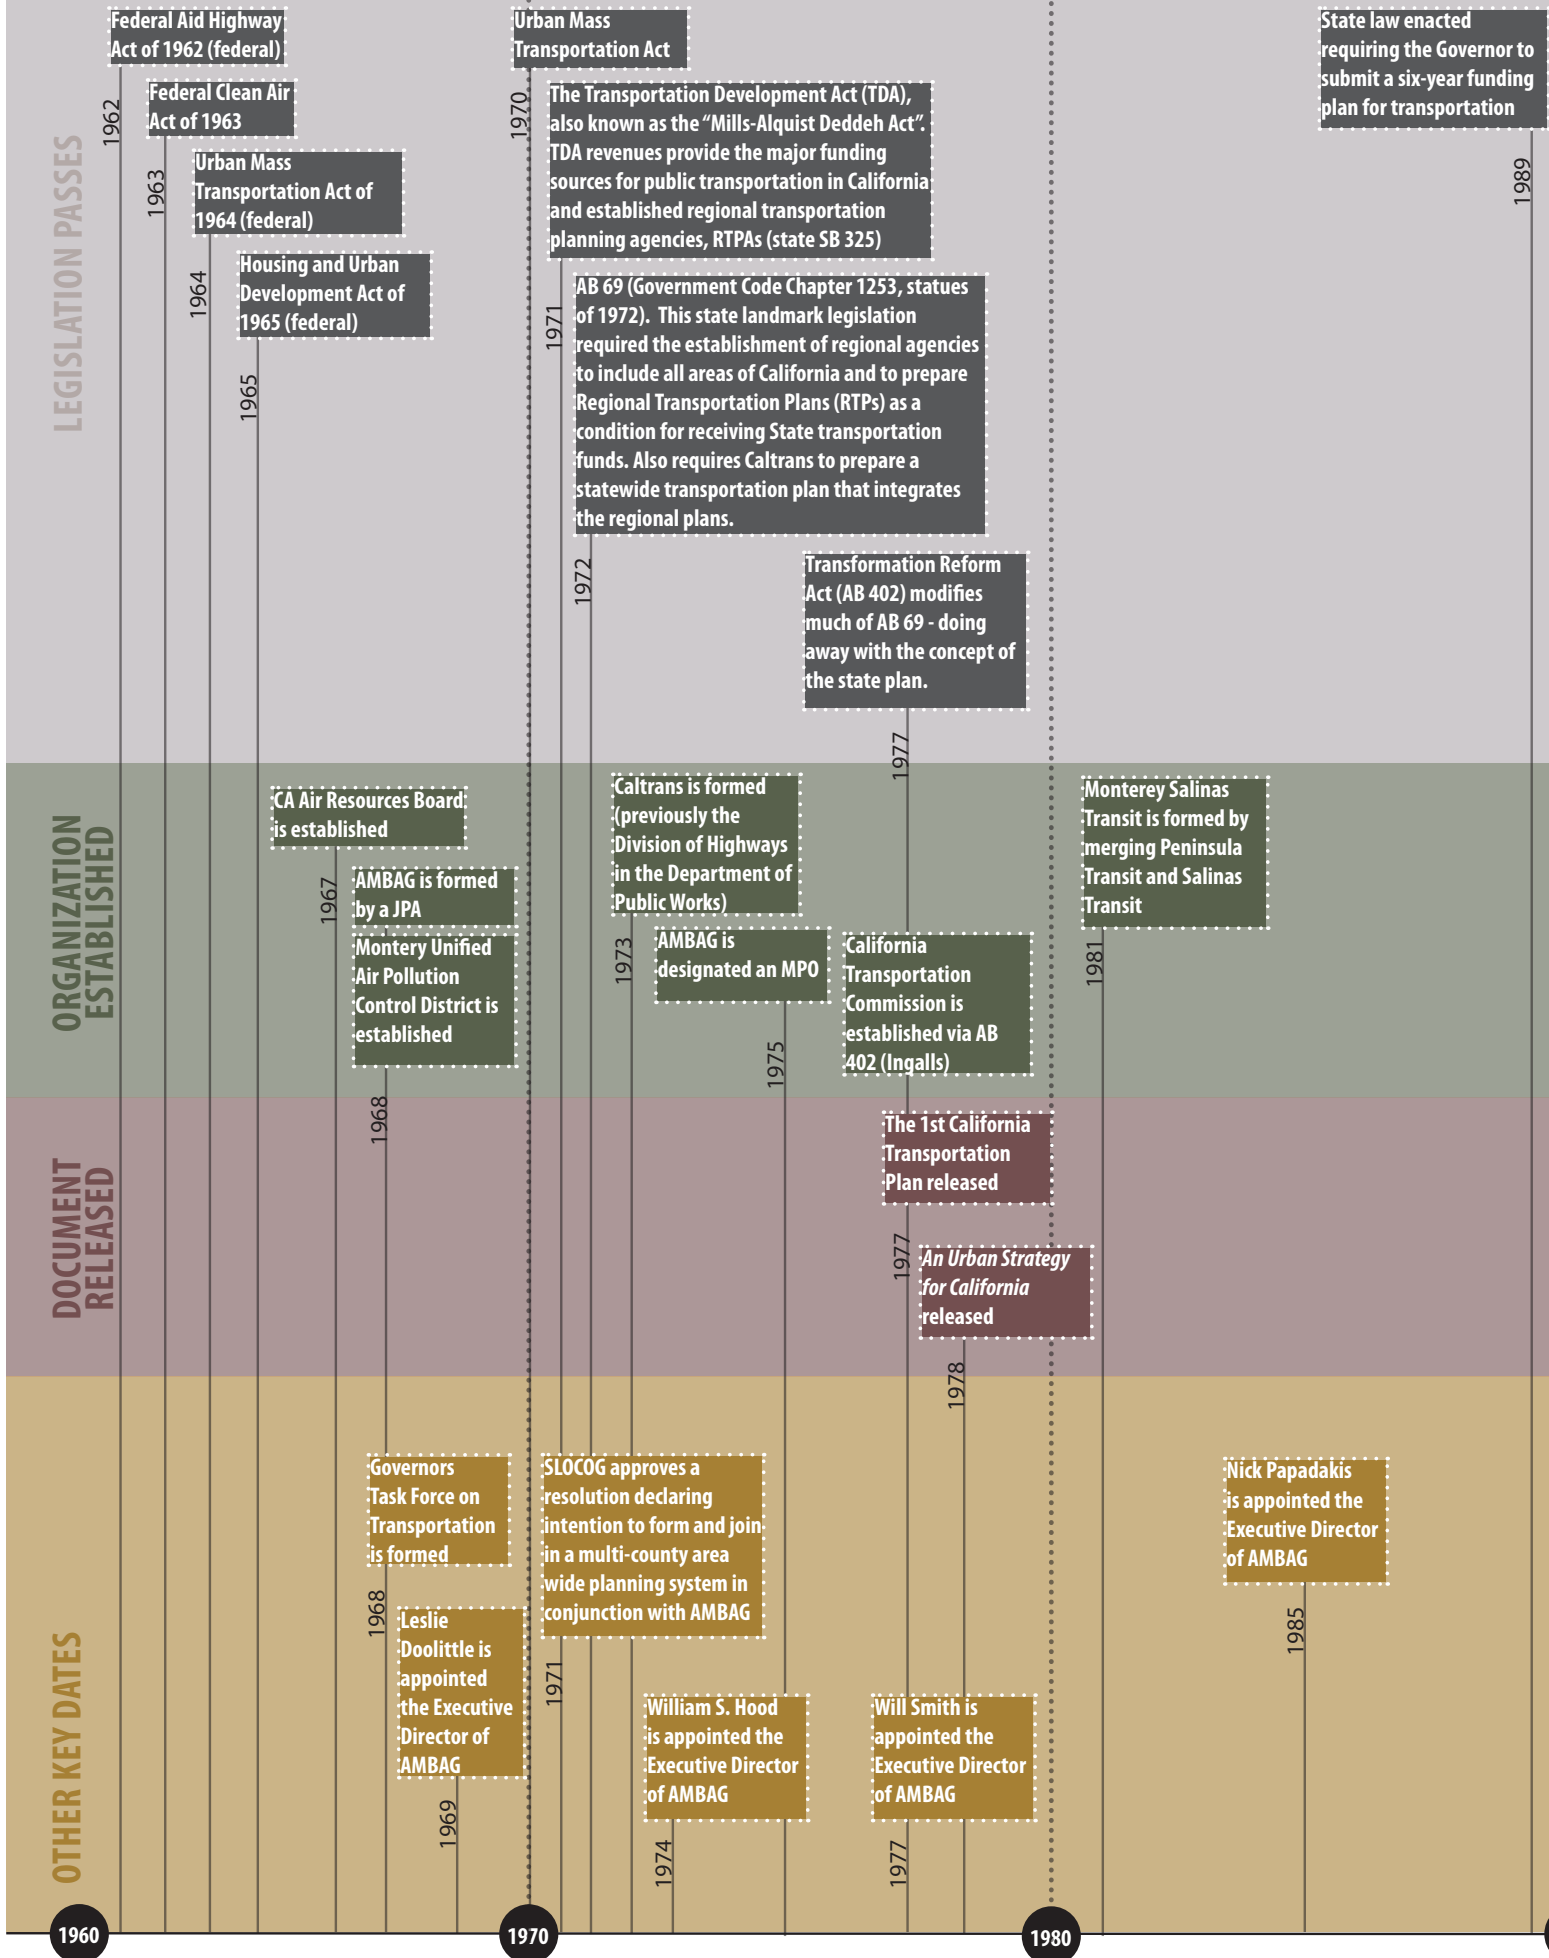 LEGISLATION PASSES
Federal Aid Highway
Act of 1962 (federal)
1962
Federal Clean Air
Act of 1963
1963
Urban Mass
Transportation Act of
1964 (federal)
1964
Housing and Urban
Development Act of
1965 (federal)
1965
Urban Mass
Transportation Act
1970
The Transportation Development Act (TDA),
also known as the “Mills-Alquist Deddeh Act”.
TDA revenues provide the major funding
sources for public transportation in California
and established regional transportation
planning agencies, RTPAs (state SB 325)
1971
AB 69 (Government Code Chapter 1253, statues
of 1972).  This state landmark legislation
required the establishment of regional agencies
to include all areas of California and to prepare
Regional Transportation Plans (RTPs) as a
condition for receiving State transportation
funds. Also requires Caltrans to prepare a
statewide transportation plan that integrates
the regional plans.
1972
Transformation Reform
Act (AB 402) modifies
much of AB 69 - doing
away with the concept of
the state plan.
1977
State law enacted
requiring the Governor to
submit a six-year funding
plan for transportation
1989
ORGANIZATION
ESTABLISHED
CA Air Resources Board
is established
1967
AMBAG is formed
by a JPA
Montery Unified
Air Pollution
Control District is
established
1968
Caltrans is formed
(previously the
Division of Highways
in the Department of
Public Works)
1973
AMBAG is
designated an MPO
1975
California
Transportation
Commission is
established via AB
402 (Ingalls)
Monterey Salinas
Transit is formed by
merging Peninsula
Transit and Salinas
Transit
1981
DOCUMENT
RELEASED
The 1st California
Transportation
Plan released
1977
An Urban Strategy
for California
released
1978
OTHER KEY DATES
Governors
Task Force on
Transportation
is formed
1968
Leslie
Doolittle is
appointed
the Executive
Director of
AMBAG
1969
SLOCOG approves a
resolution declaring
intention to form and join
in a multi-county area
wide planning system in
conjunction with AMBAG
1971
William S. Hood
is appointed the
Executive Director
of AMBAG
1974
Will Smith is
appointed the
Executive Director
of AMBAG
1977
Nick Papadakis
is appointed the
Executive Director
of AMBAG
1985
1960
1970
1980